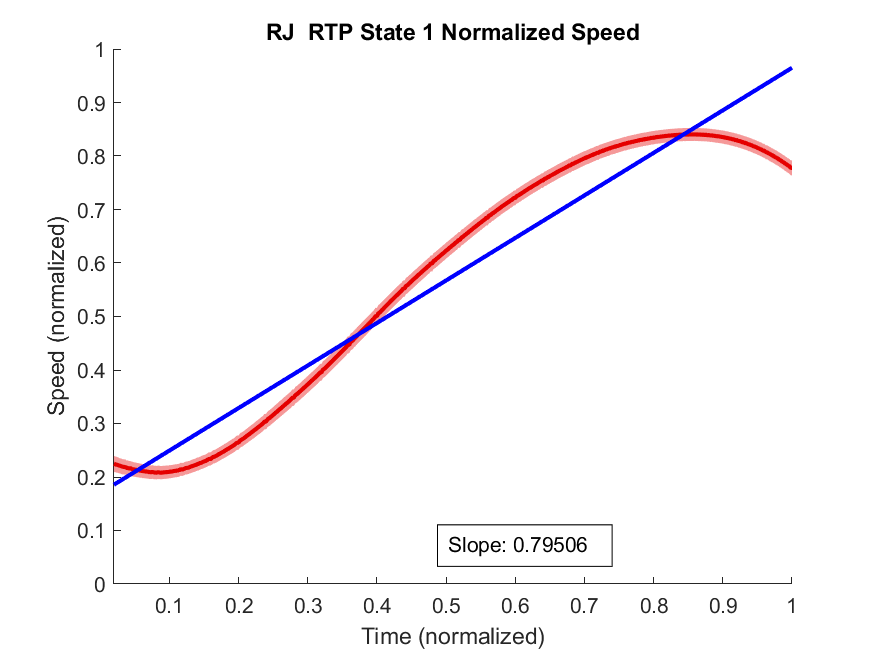 RJ  RTP State 1 Normalized Speed
1
0.9
0.8
0.7
0.6
0.5
0.4
0.3
0.2
0.1
0
Speed (normalized)
Slope: 0.79506
0.1 0.2 0.3 0.4 0.5 0.6 0.7 0.8 0.9 1
Time (normalized)